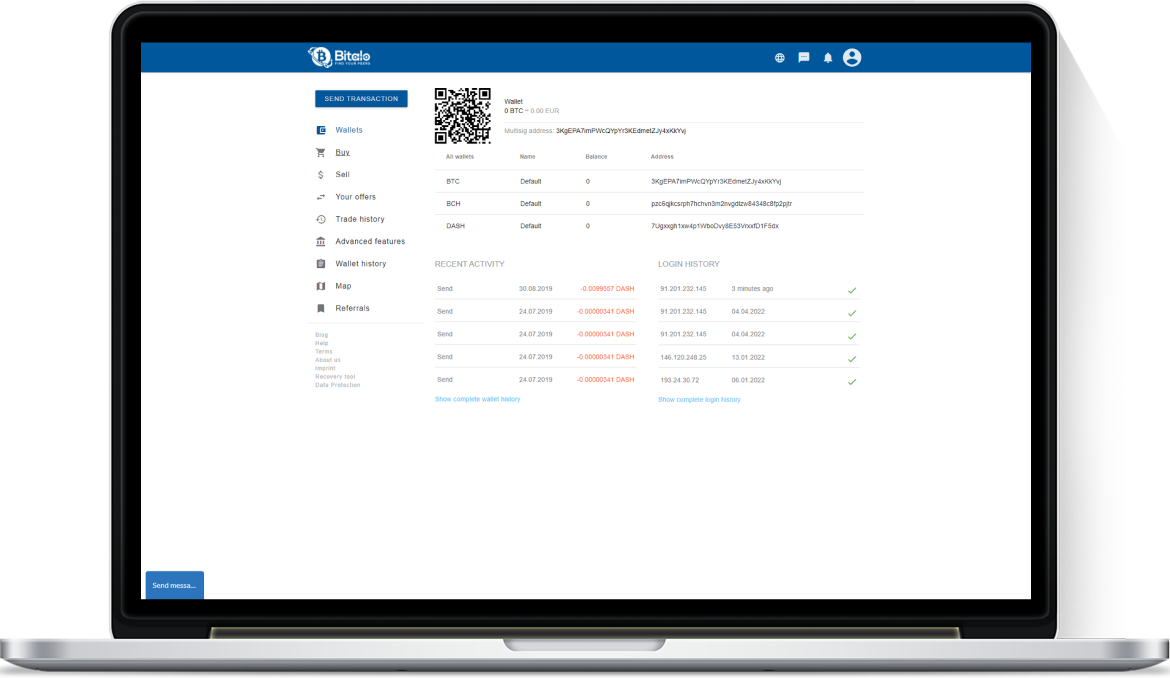 Bitalo
FIND YOUR PEERS
SEND TRANSACTION
Wallets
Buy
Sell
Your offers
Trade history
Advanced features
Wallet history
Map
Referrals
Blog
Help
Terms
About us
Imprint
Recovery tool
Data Protection
Wallet
0 BTC ~ 0.00 EUR
Multisig address: 3KgEPA7imPWcQYpYr3KEdmetZJy4xKkYvj
All wallets Name Balance Address
BTC Default 0 3KgEPA7imPWcQYpYr3KEdmetZJy4xKkYvj
BCH Default 0 pzc6qjkcsrph7hchvn3m2nvgdlzw84348c8fp2pjtr
DASH Default 0 7Ugxxgh1xw4p1WboDvy8E53VrxxfD1F5dx
RECENT ACTIVITY
Send 30.08.2019 -0.0099557 DASH
Send 24.07.2019 -0.00000341 DASH
Send 24.07.2019 -0.00000341 DASH
Send 24.07.2019 -0.00000341 DASH
Send 24.07.2019 -0.00000341 DASH
Show complete wallet history
LOGIN HISTORY
91.201.232.145 3 minutes ago
91.201.232.145 04.04.2022
91.201.232.145 04.04.2022
146.120.248.25 13.01.2022
193.24.30.72 06.01.2022
Show complete login history
Send messa...